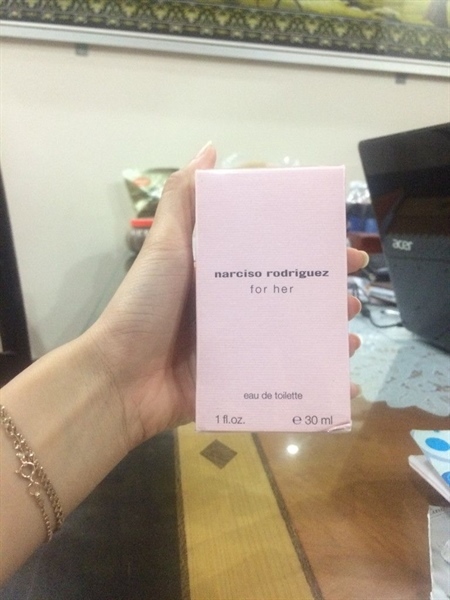 acer
narciso rodriguez
for her
eau de toilette
1 fl.oz. ℮ 30 ml